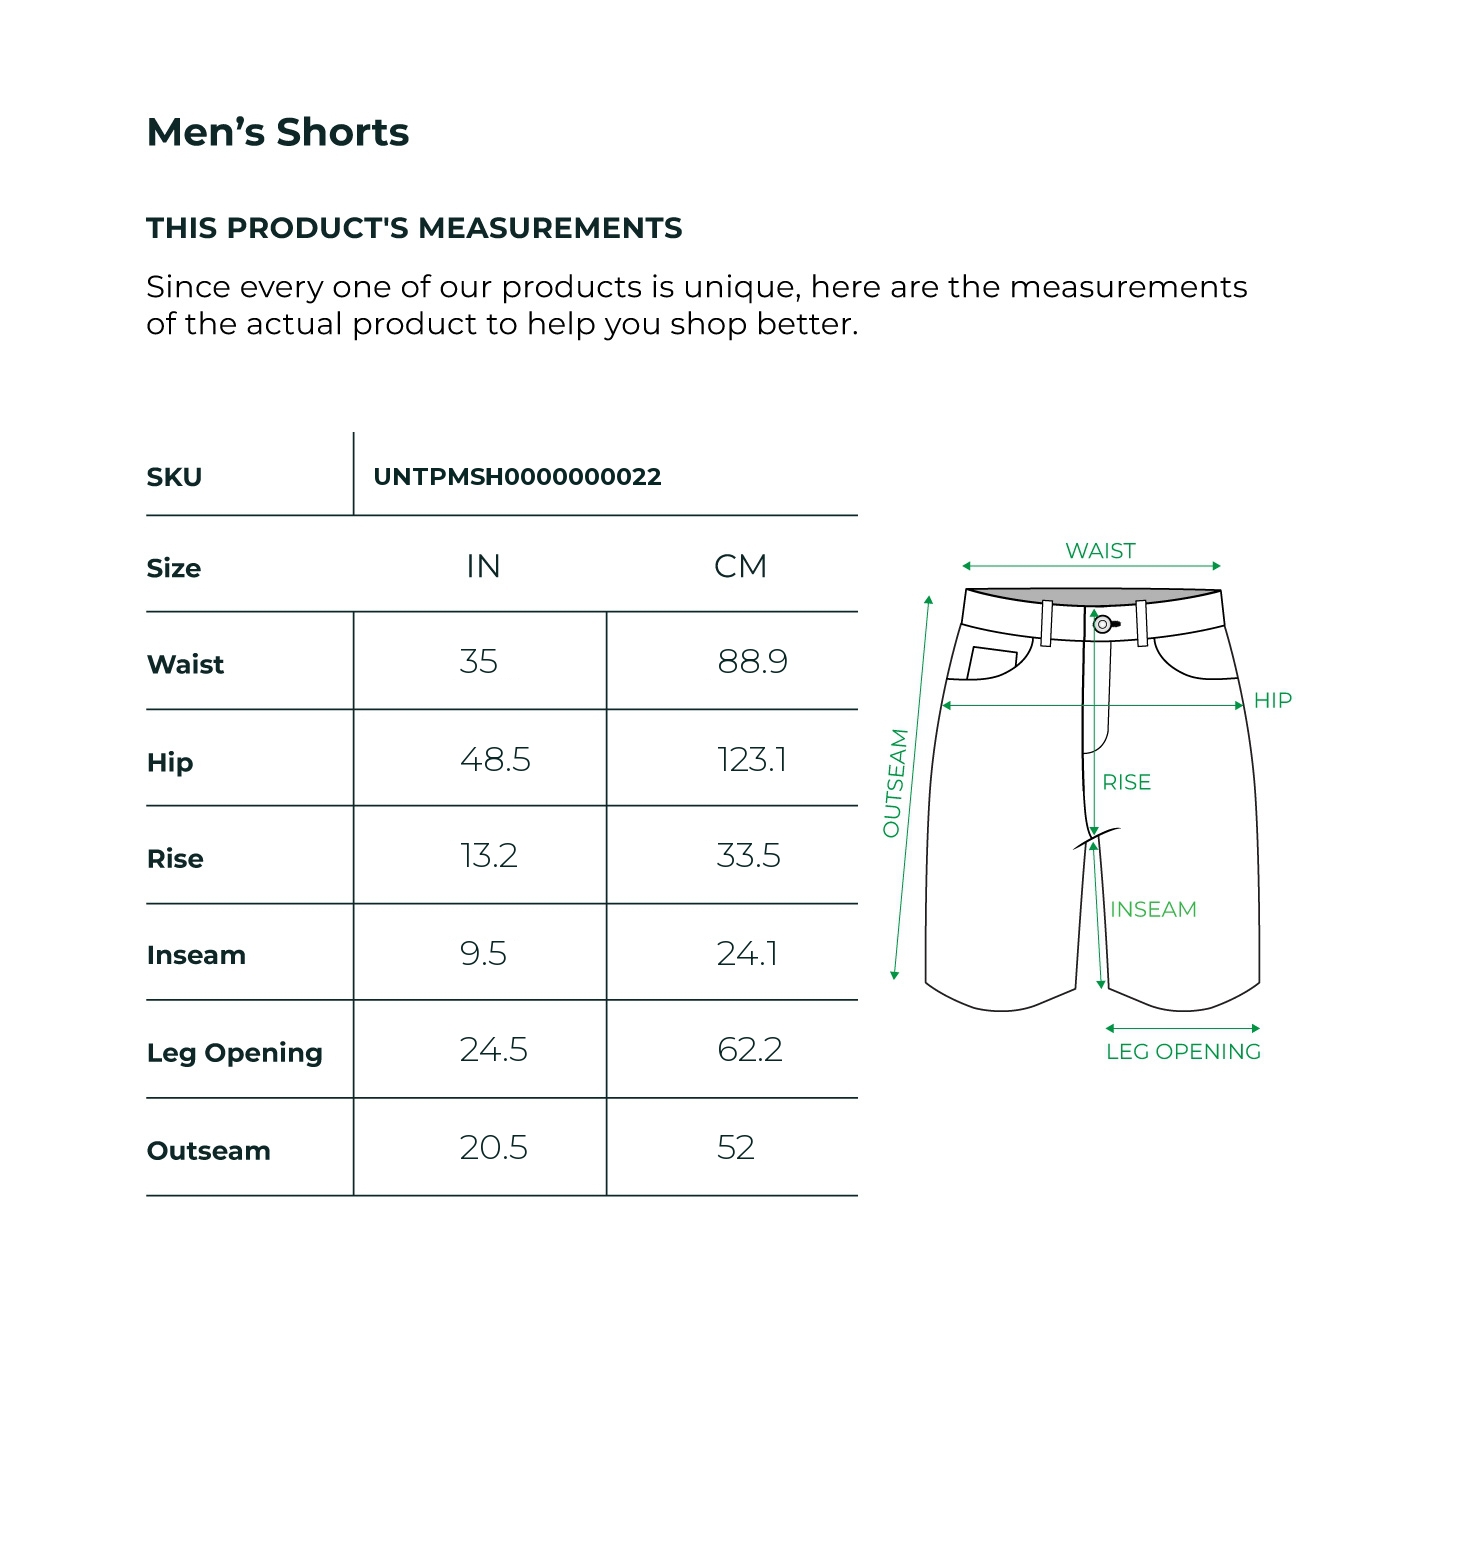 Men’s Shorts
THIS PRODUCT'S MEASUREMENTS
Since every one of our products is unique, here are the measurements
of the actual product to help you shop better.
SKU UNTPMSH0000000022
Size IN CM
Waist 35 88.9
Hip 48.5 123.1
Rise 13.2 33.5
Inseam 9.5 24.1
Leg Opening 24.5 62.2
Outseam 20.5 52
WAIST
HIP
OUTSEAM
RISE
INSEAM
LEG OPENING